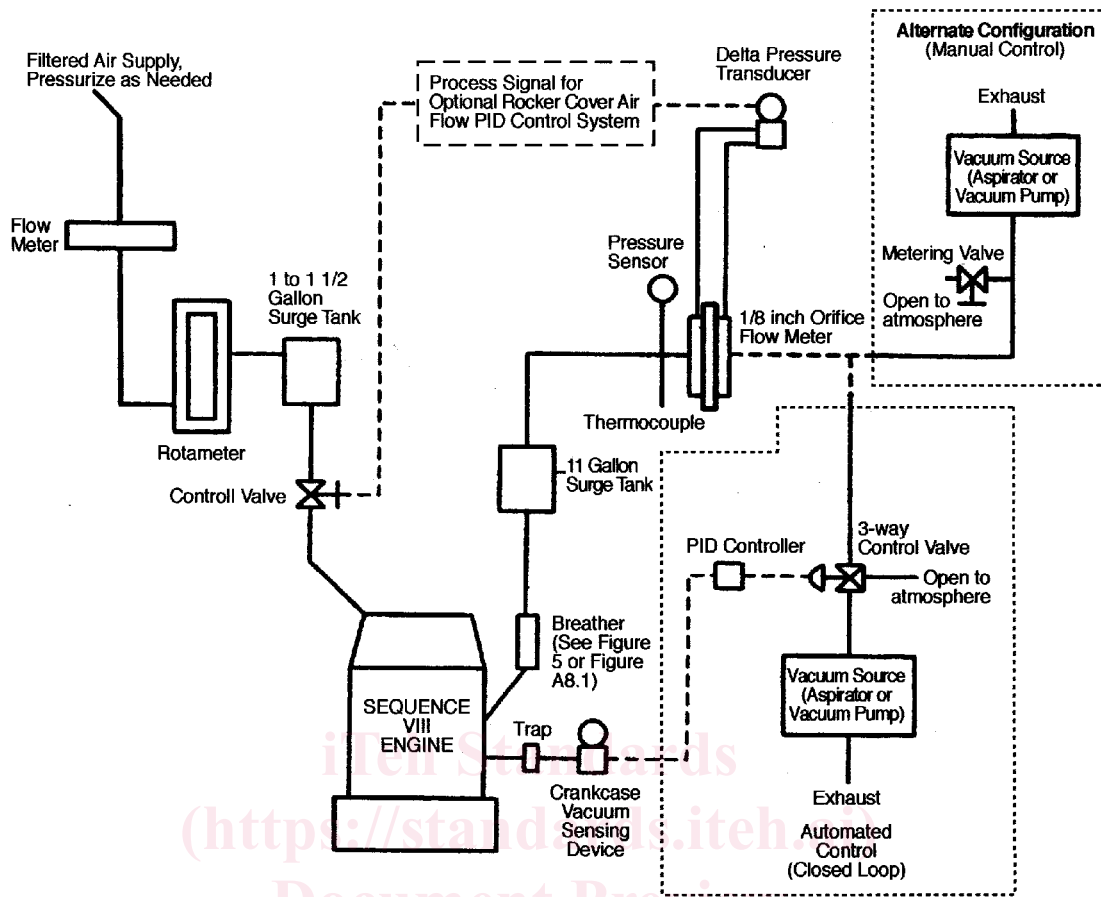 Filtered Air Supply,
Pressurize as Needed
Process Signal for
Optional Rocker Cover Air
Flow PID Control System
Delta Pressure
Transducer
Alternate Configuration
(Manual Control)
Exhaust
Vacuum Source
(Aspirator or
Vacuum Pump)
Flow
Meter
1 to 1 1/2
Gallon
Surge Tank
Pressure
Sensor
Metering Valve
Open to
atmosphere
1/8 inch Orifice
Flow Meter
Rotameter
Thermocouple
11 Gallon
Surge Tank
Controll Valve
PID Controller
3-way
Control Valve
Open to
atmosphere
Breather
(See Figure
5 or Figure
A8.1)
SEQUENCE
VIII
ENGINE
Trap
Crankcase
Vacuum
Sensing
Device
Vacuum Source
(Aspirator or
Vacuum Pump)
Exhaust
Automated
Control
(Closed Loop)
iTeh Standards
(https://standards.iteh.ai)